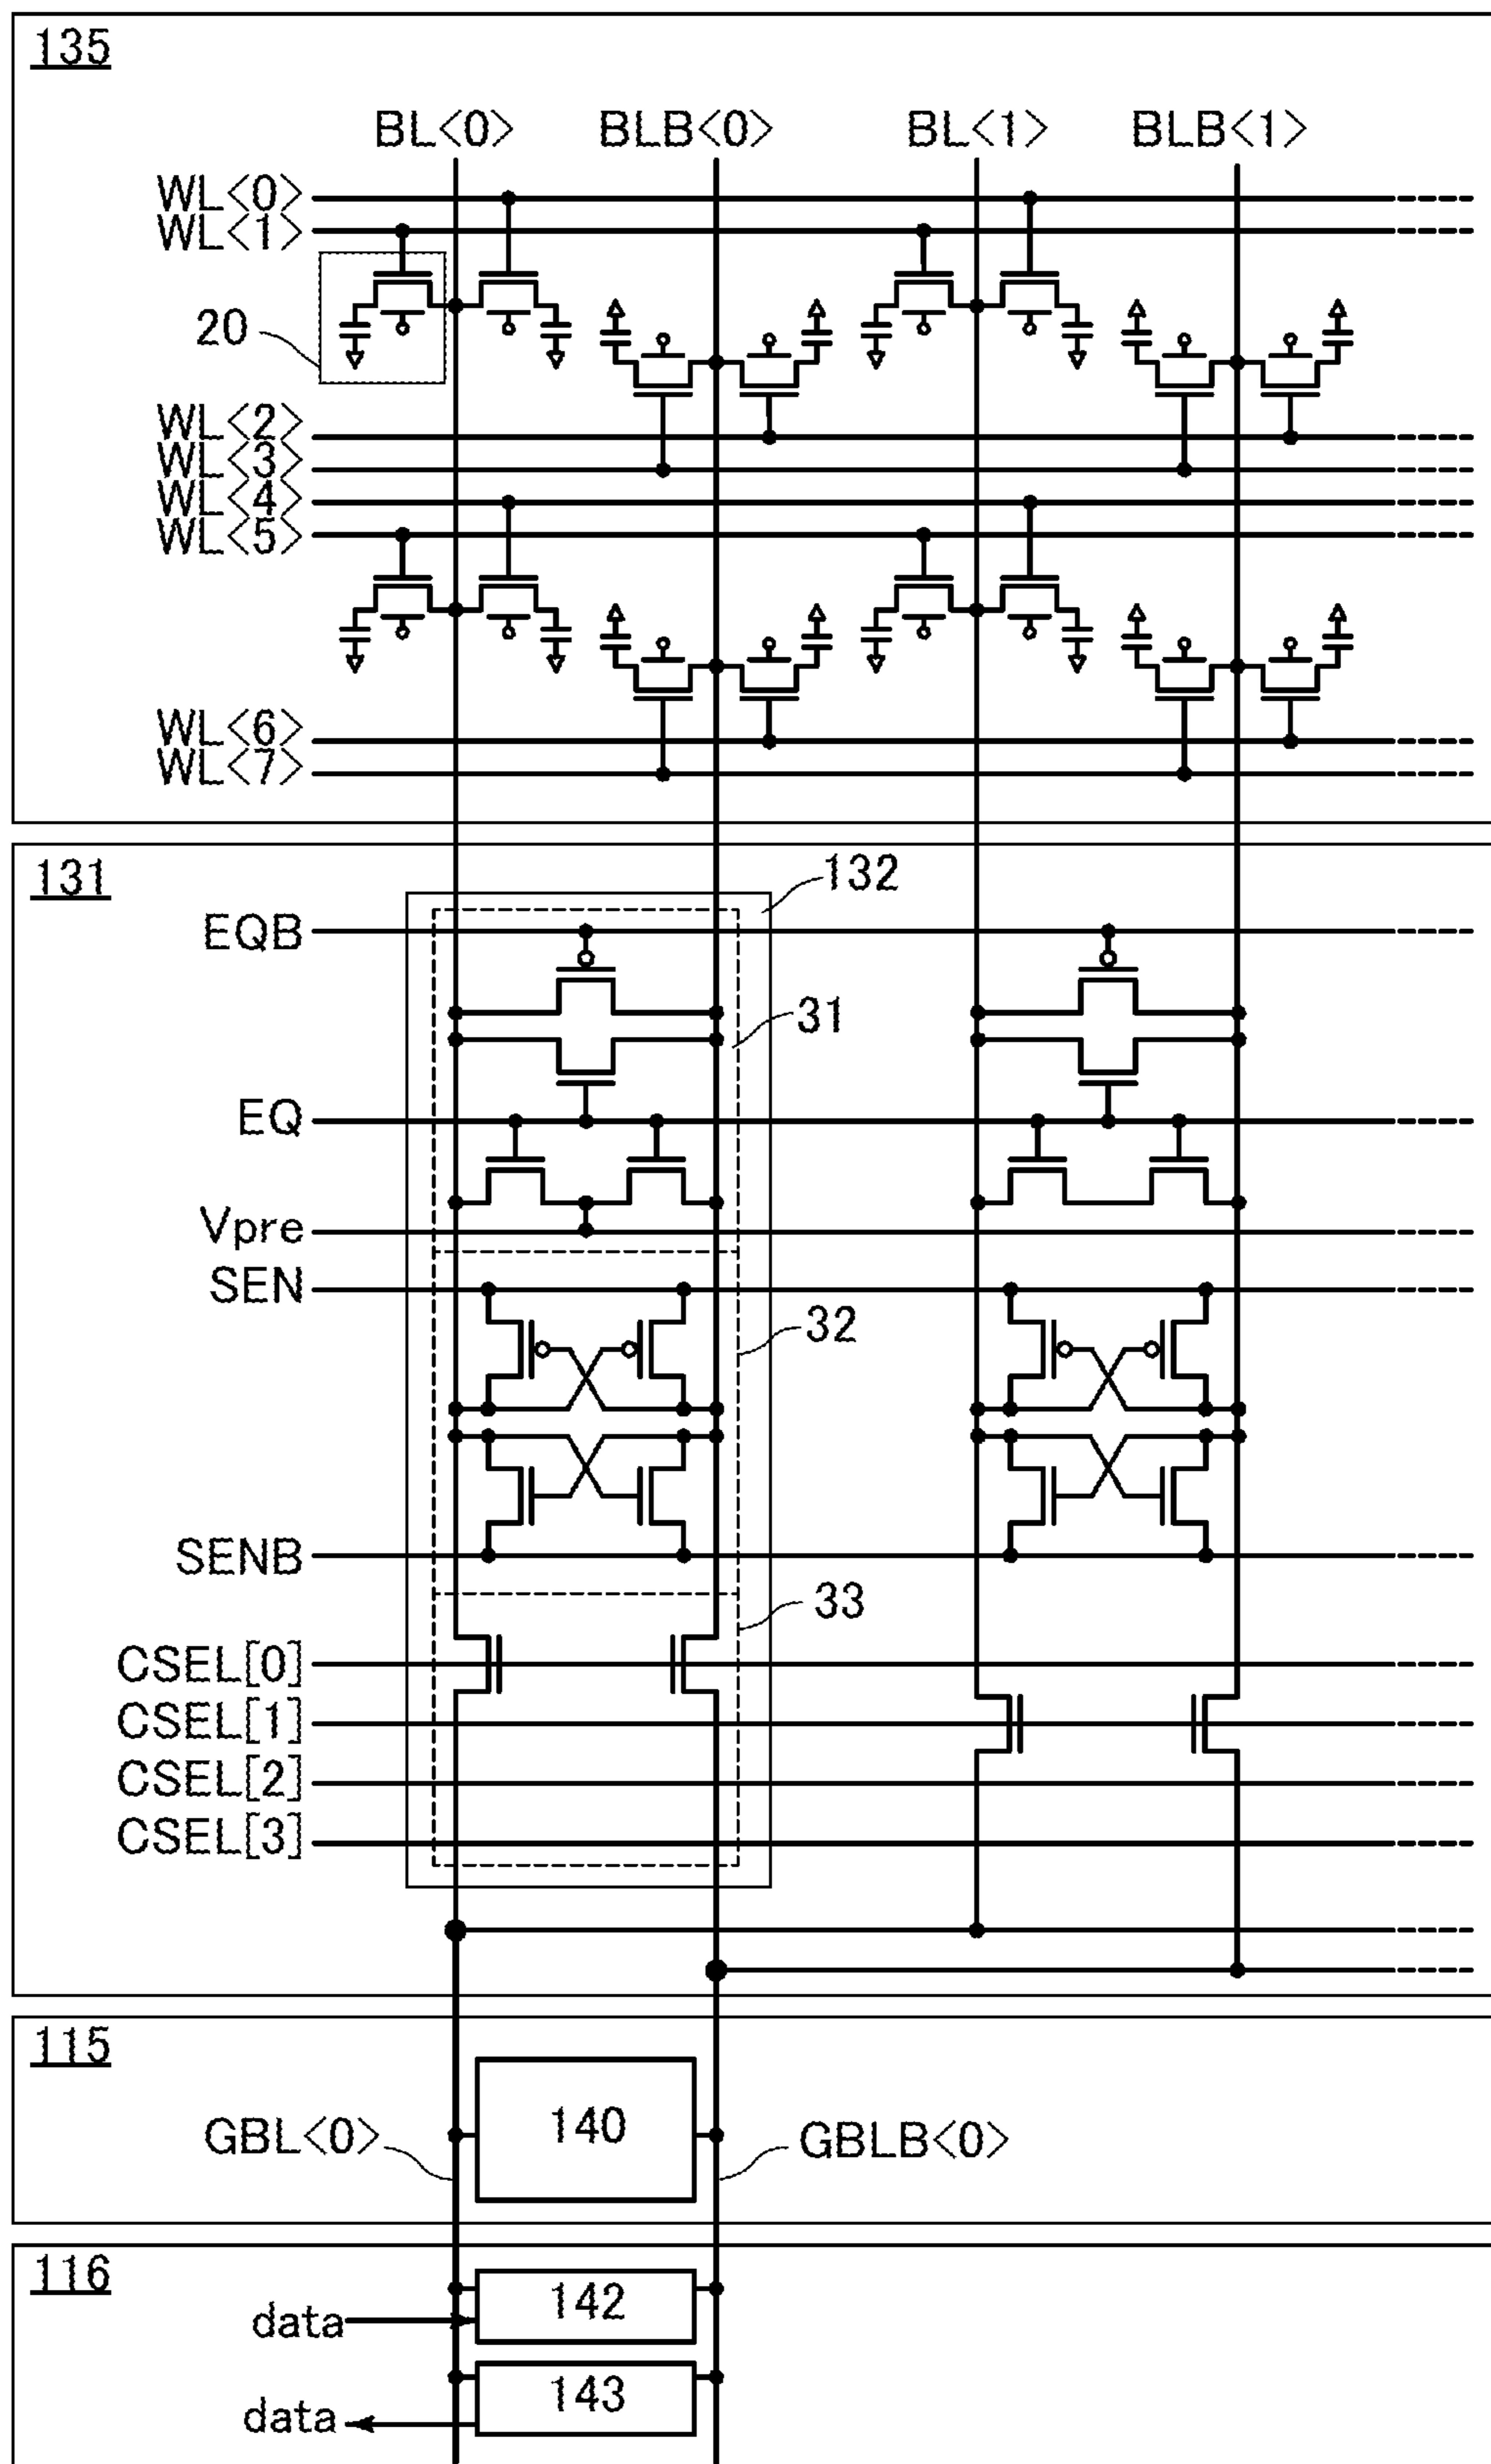 135
BL<0> BLB<0> BL<1> BLB<1>
WL<0>
WL<1>
20
WL<2>
WL<3>
WL<4>
WL<5>
WL<6>
WL<7>
131
132
EQB
31
EQ
Vpre
SEN
32
SENB
33
CSEL[0]
CSEL[1]
CSEL[2]
CSEL[3]
115
140
GBL<0> GBLB<0>
116
142
data
143
data